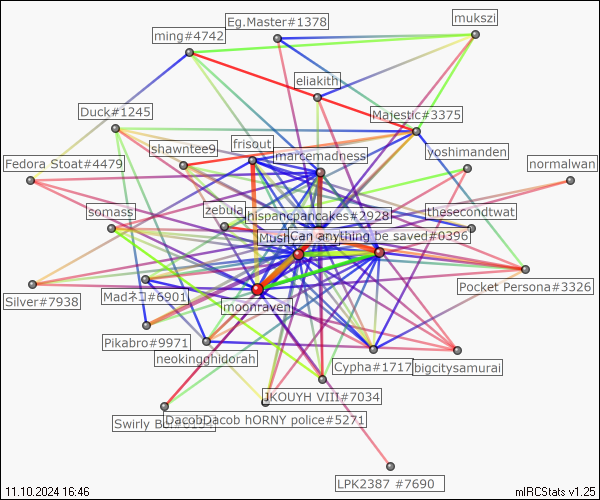 Eg.Master#1378
mukszi
ming#4742
eliakith
Duck#1245
Majestic#3375
shawntee9
frisout
marcemadness
yoshimanden
Fedora Stoat#4479
normalwan
somass
zebula
hispancpancakes#2928
thesecondtwat
Can anything be saved#0396
Silver#7938
Madネコ#6901
moonraven
Pocket Persona#3326
Pikabro#9971
neokingghidorah
Cypha#1717
bigcitysamurai
JKOUYH VIII#7034
Swirly
DacobDacob hORNY police#5271
LPK2387 #7690
11.10.2024 16:46
mIRCStats v1.25